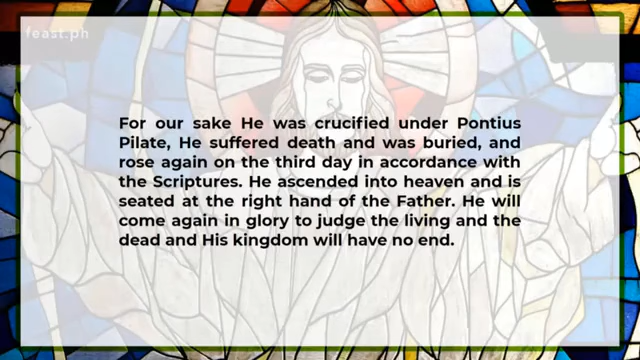 feast.ph
For our sake He was crucified under Pontius
Pilate, He suffered death and was buried, and
rose again on the third day in accordance with
the Scriptures. He ascended into heaven and is
seated at the right hand of the Father. He will
come again in glory to judge the living and the
dead and His kingdom will have no end.